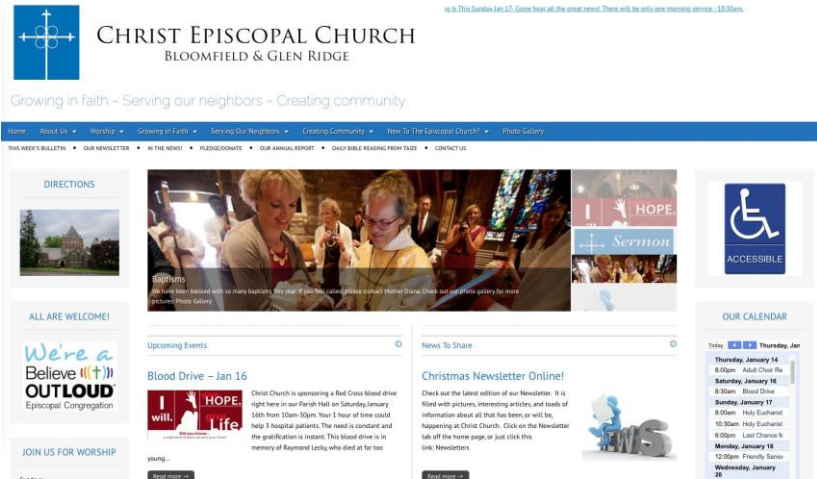 is This Sunday, Jan 17- Come hear all the great news! There will be only one morning service - 10:30am.
CHRIST EPISCOPAL CHURCH
BLOOMFIELD & GLEN RIDGE
Growing in faith – Serving our neighbors – Creating community
Home About Us Worship Growing in Faith Serving Our Neighbors Creating Community New To The Episcopal Church? Photo Gallery
THIS WEEK'S BULLETIN • OUR NEWSLETTER • IN THE NEWS! • PLEDGE/DONATE • OUR ANNUAL REPORT • DAILY BIBLE READING FROM TAIZE • CONTACT US
DIRECTIONS
Baptisms
We have been blessed with so many baptisms this year. If you feel called, please contact Mother Diana. Check out our photo gallery for more
pictures: Photo Gallery
I HOPE.
Sermon
ACCESSIBLE
ALL ARE WELCOME!
We're a
Believe
OUTLOUD
Episcopal Congregation
JOIN US FOR WORSHIP
Upcoming Events
Blood Drive – Jan 16
I HOPE.
will. give
Life
Christ Church is sponsoring a Red Cross blood drive
right here in our Parish Hall on Saturday, January
16th from 10am-30pm. Your 1 hour of time could
help 3 hospital patients. The need is constant and
the gratification is instant. This blood drive is in
memory of Raymond Lecky, who died at far too
young...
Read more →
News To Share
Christmas Newsletter Online!
Check out the latest edition of our Newsletter. It is
filled with pictures, interesting articles, and loads of
information about all that has been, or will be,
happening at Christ Church. Click on the Newsletter
tab off the home page, or just click this
link: Newsletters
NEWS
Read more →
OUR CALENDAR
Today Thursday, Jan
Thursday, January 14
8:00pm Adult Choir Re
Saturday, January 16
8:30am Blood Drive
Sunday, January 17
8:00am Holy Eucharist
10:30am Holy Eucharist
6:00pm Last Chance
Monday, January 18
12:00pm Friendly Senio
Wednesday, January
20